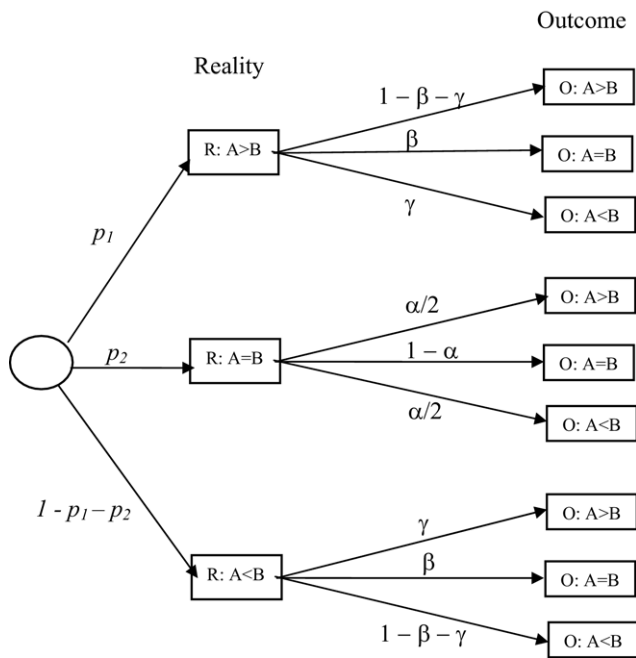 Outcome
Reality
1 – β – γ
O: A>B
β
O: A=B
R: A>B
γ
O: A<B
p1
α/2
O: A>B
p2
R: A=B
1 – α
O: A=B
α/2
O: A<B
1 - p1 – p2
γ
O: A>B
R: A<B
β
O: A=B
1 – β – γ
O: A<B